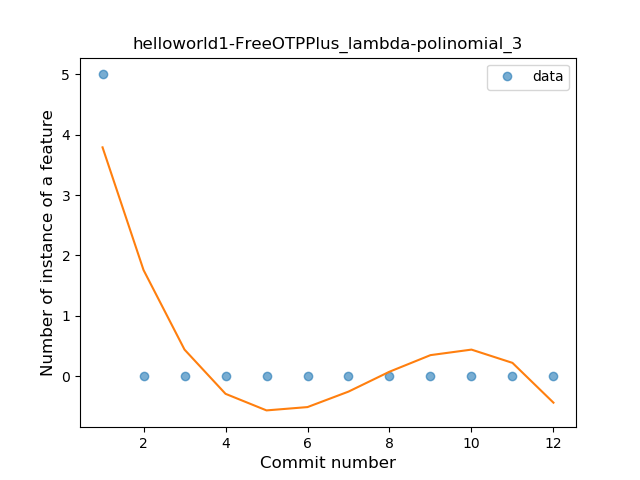 helloworld1-FreeOTPPlus_lambda-polinomial_3
data
Number of instance of a feature
5
4
3
2
1
0
2 4 6 8 10 12
Commit number